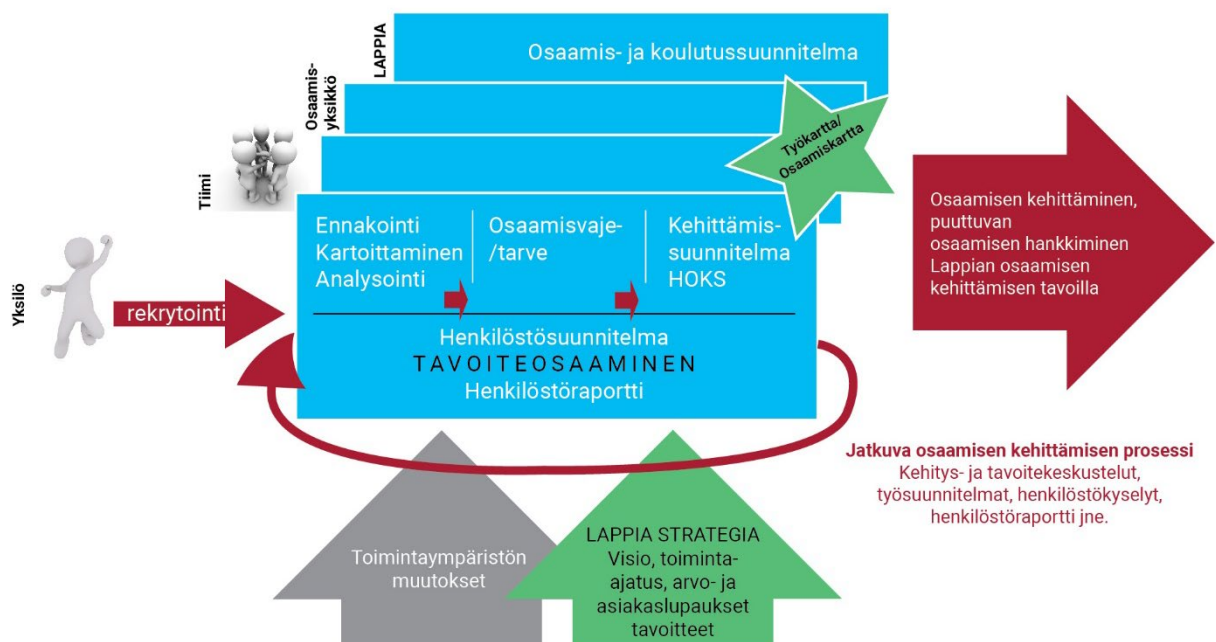 LAPPIA
Osaamis- ja koulutussuunnitelma
Osaamis-
yksikkö
Työkartta/
Osaamiskartta
Tiimi
Yksilö
rekrytointi
Ennakointi
Kartoittaminen
Analysointi
Osaamisvaje-
/tarve
Kehittämis-
suunnitelma
HOKS
Henkilöstösuunnitelma
TAVOITEOSAAMINEN
Henkilöstöraportti
Osaamisen kehittäminen,
puuttuvan
osaamisen hankkiminen
Lappian osaamisen
kehittämisen tavoilla
Jatkuva osaamisen kehittämisen prosessi
Kehitys- ja tavoitekeskustelut,
työsuunnitelmat, henkilöstökyselyt,
henkilöstöraportti jne.
Toimintaympäristön
muutokset
LAPPIA STRATEGIA
Visio, toiminta-
ajatus, arvo- ja
asiakaslupaukset
tavoitteet